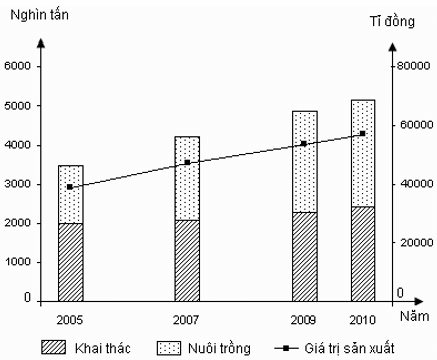 Nghìn tấn
Tỉ đồng
6000
5000
4000
3000
2000
1000
0
80000
60000
40000
20000
0
Năm
2005
2007
2009
2010
Khai thác
Nuôi trồng
Giá trị sản xuất